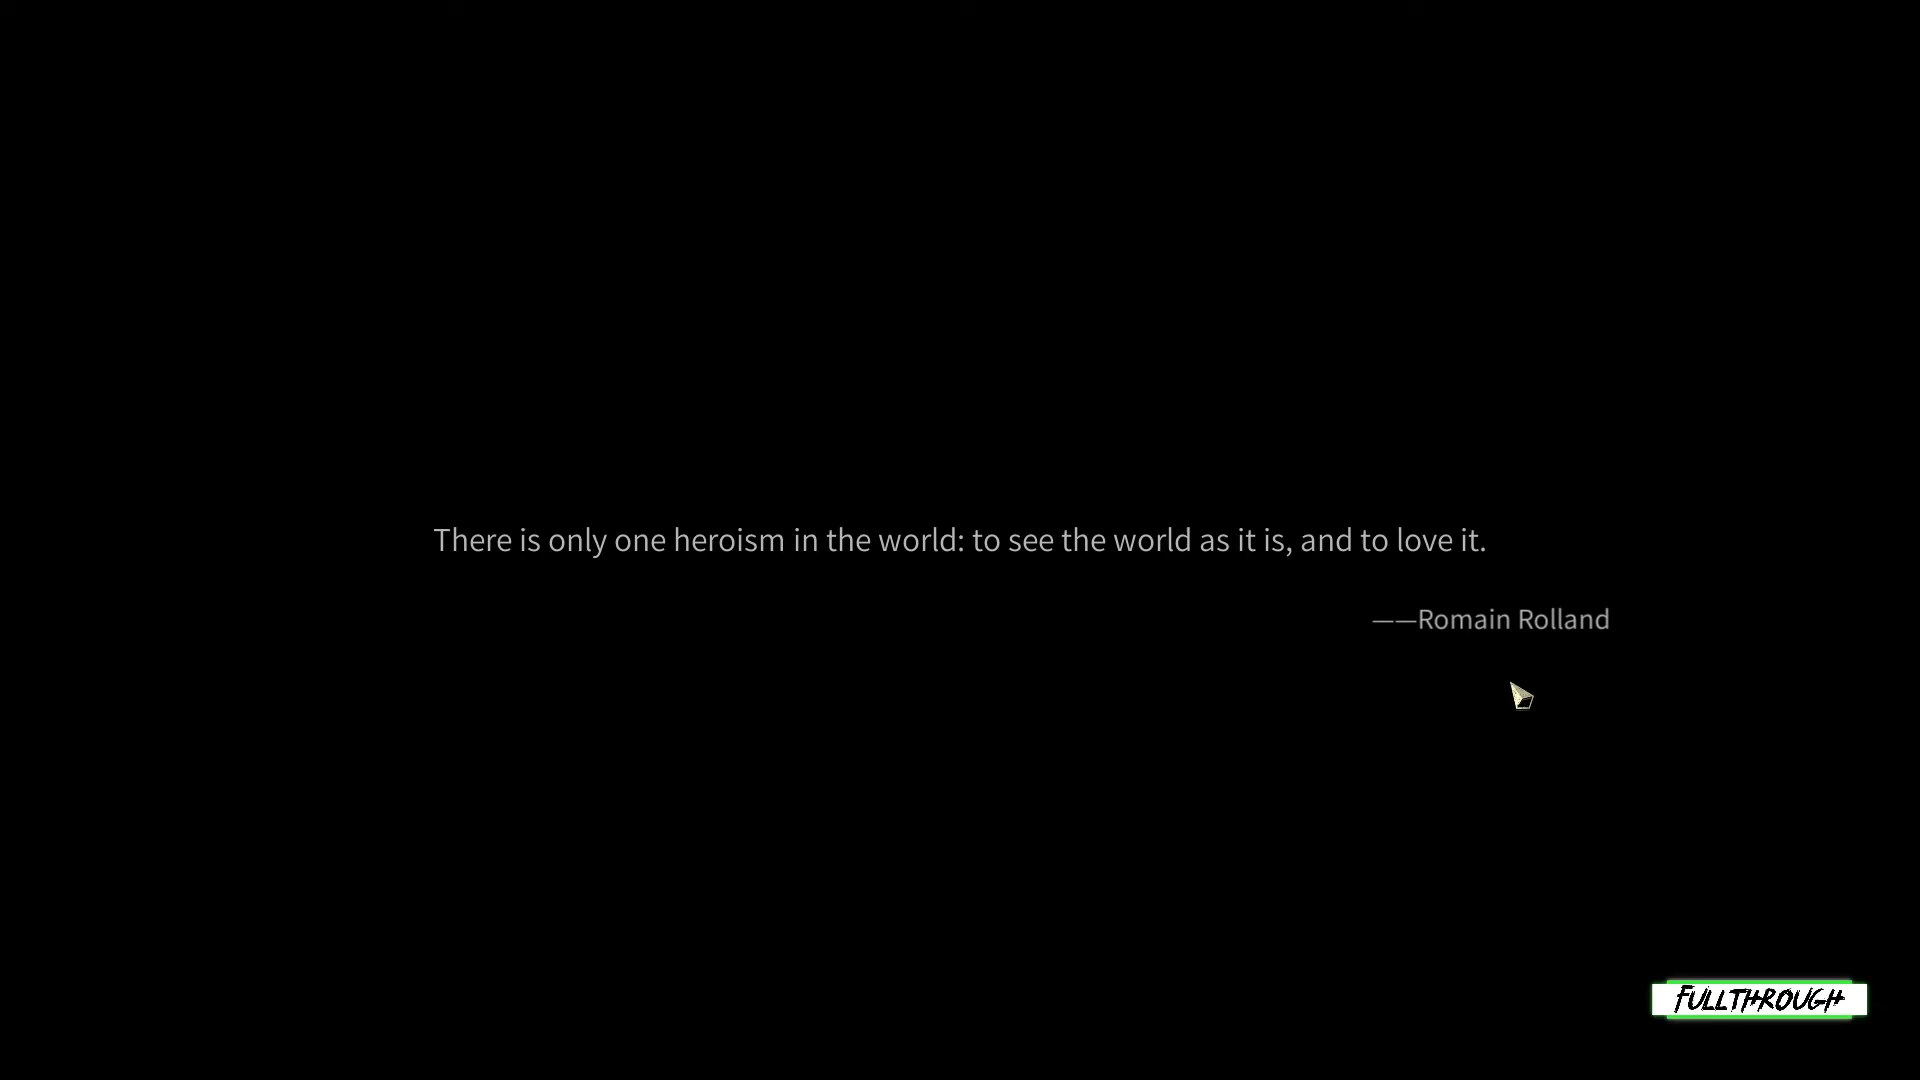 There is only one heroism in the world: to see the world as it is, and to love it.
——Romain Rolland
FULLTHROUGH